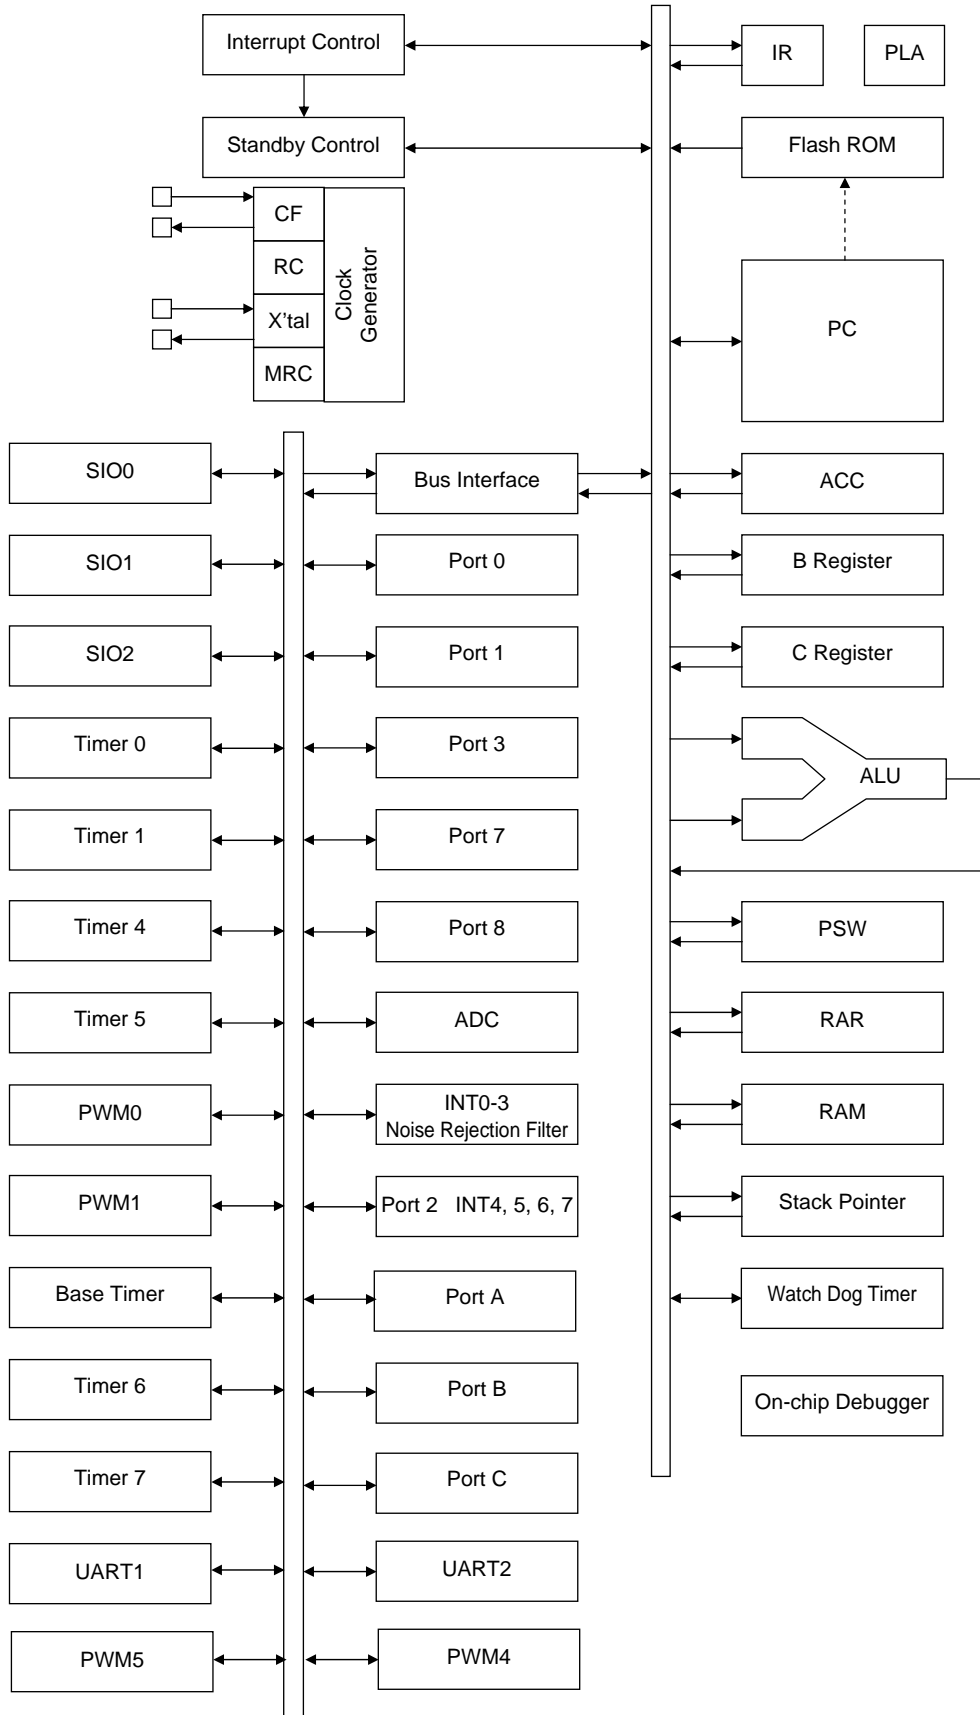 Interrupt Control
IR
PLA
Standby Control
Flash ROM
CF
RC
X'tal
MRC
Clock
Generator
PC
SIO0
Bus Interface
ACC
SIO1
Port 0
B Register
SIO2
Port 1
C Register
Timer 0
Port 3
ALU
Timer 1
Port 7
Timer 4
Port 8
PSW
Timer 5
ADC
RAR
PWM0
INT0-3
Noise Rejection Filter
RAM
PWM1
Port 2 INT4, 5, 6, 7
Stack Pointer
Base Timer
Port A
Watch Dog Timer
Timer 6
Port B
On-chip Debugger
Timer 7
Port C
UART1
UART2
PWM5
PWM4